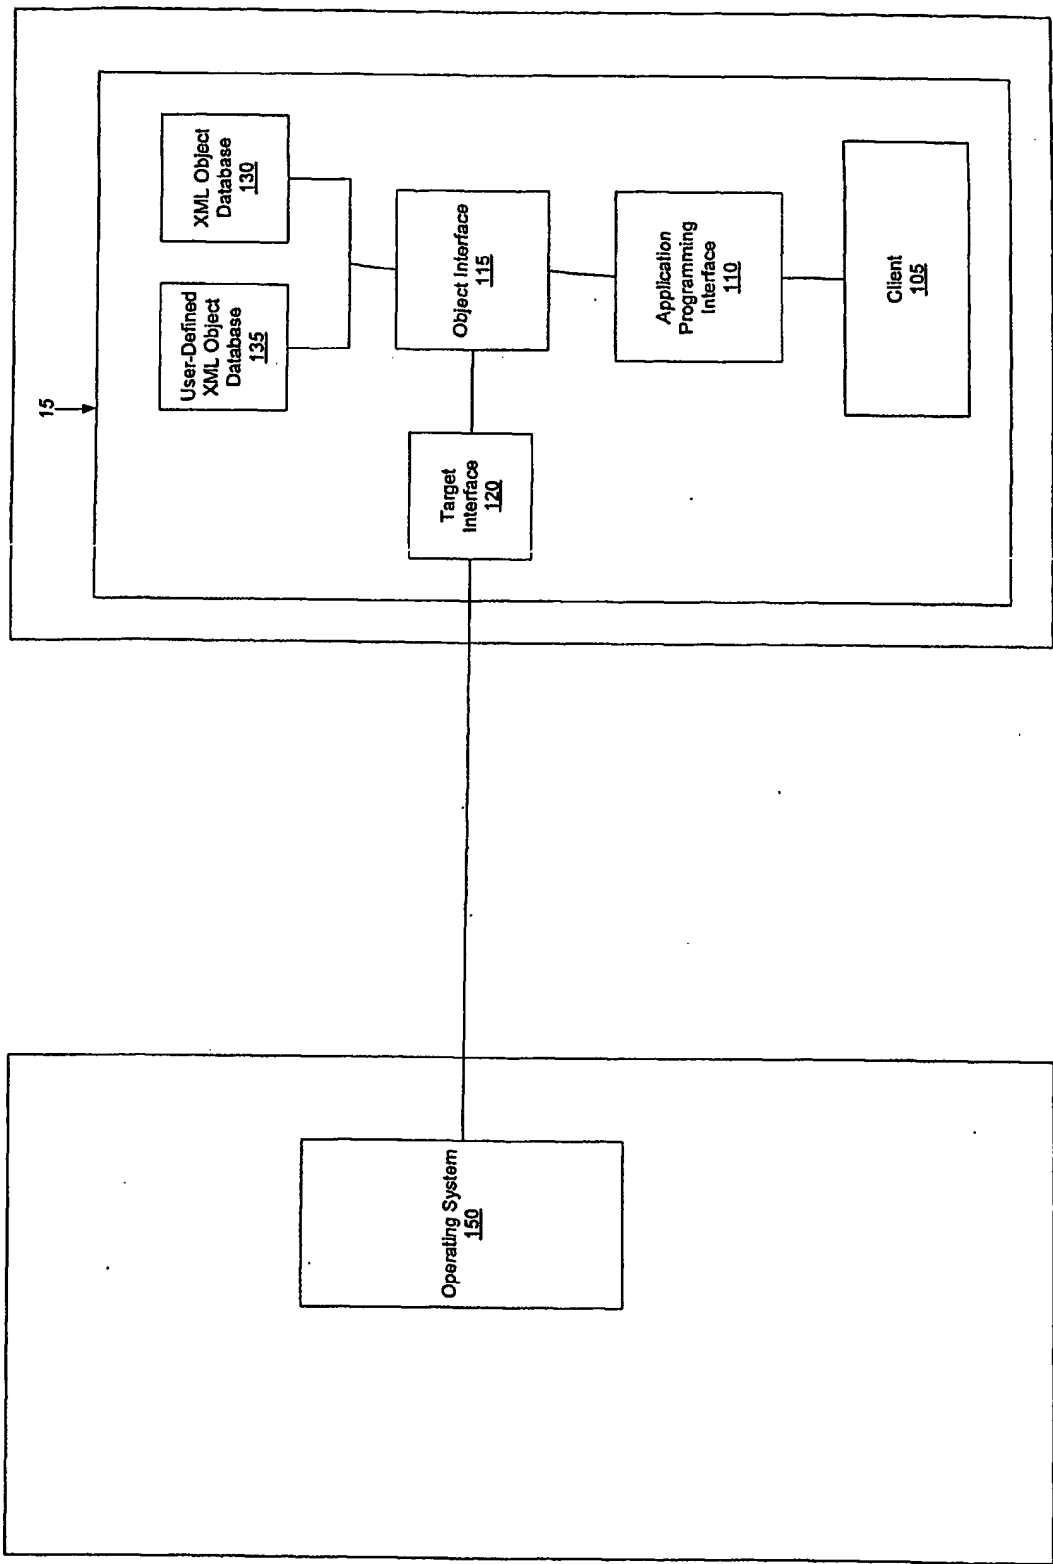 15
XML Object
Database
130
User-Defined
XML Object
Database
135
Object Interface
115
Target
Interface
120
Application
Programming
Interface
110
Client
105
Operating System
150